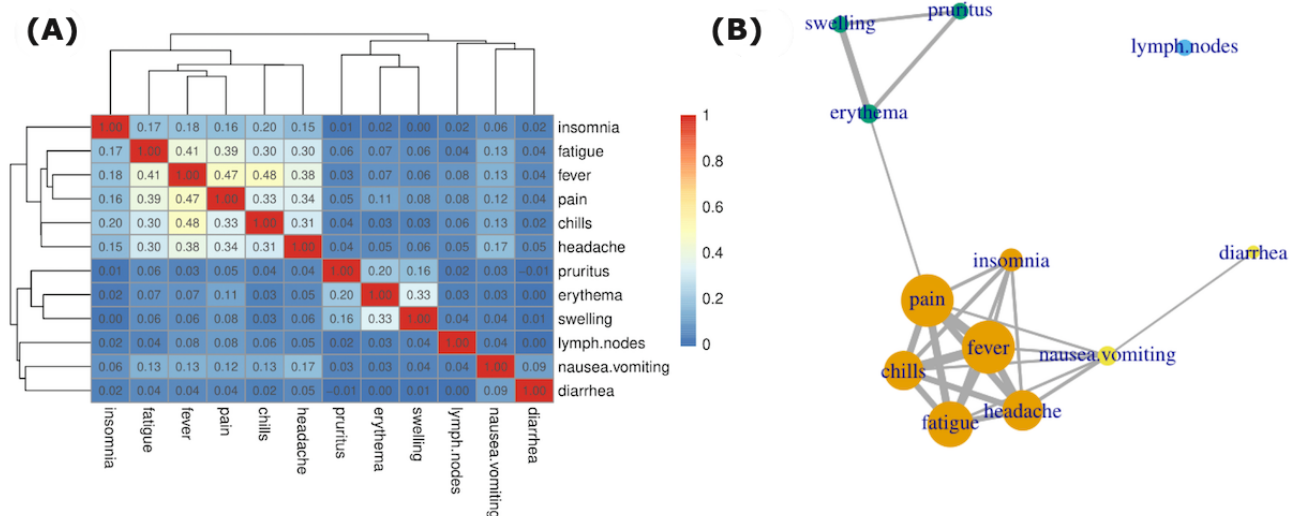 (A)
1.00 0.17 0.18 0.16 0.20 0.15 0.01 0.02 0.00 0.02 0.06 0.02 insomnia
0.17 1.00 0.41 0.39 0.30 0.30 0.06 0.07 0.06 0.04 0.13 0.04 fatigue
0.18 0.41 1.00 0.47 0.48 0.38 0.03 0.07 0.06 0.08 0.13 0.04 fever
0.16 0.39 0.47 1.00 0.33 0.34 0.05 0.11 0.08 0.08 0.12 0.04 pain
0.20 0.30 0.48 0.33 1.00 0.31 0.04 0.03 0.03 0.06 0.13 0.02 chills
0.15 0.30 0.38 0.34 0.31 1.00 0.04 0.05 0.06 0.05 0.17 0.05 headache
0.01 0.06 0.03 0.05 0.04 0.04 1.00 0.20 0.16 0.02 0.03 −0.01 pruritus
0.02 0.07 0.07 0.11 0.03 0.05 0.20 1.00 0.33 0.03 0.03 0.00 erythema
0.00 0.06 0.06 0.08 0.03 0.06 0.16 0.33 1.00 0.04 0.04 0.01 swelling
0.02 0.04 0.08 0.08 0.06 0.05 0.02 0.03 0.04 1.00 0.04 0.00 lymph.nodes
0.06 0.13 0.13 0.12 0.13 0.17 0.03 0.03 0.04 0.04 1.00 0.09 nausea.vomiting
0.02 0.04 0.04 0.04 0.02 0.05 −0.01 0.00 0.01 0.00 0.09 1.00 diarrhea
insomnia
fatigue
fever
pain
chills
headache
pruritus
erythema
swelling
lymph.nodes
nausea.vomiting
diarrhea
1
0.8
0.6
0.4
0.2
0
(B)
swelling
pruritus
lymph.nodes
erythema
insomnia
diarrhea
pain
fever
nausea.vomiting
chills
headache
fatigue